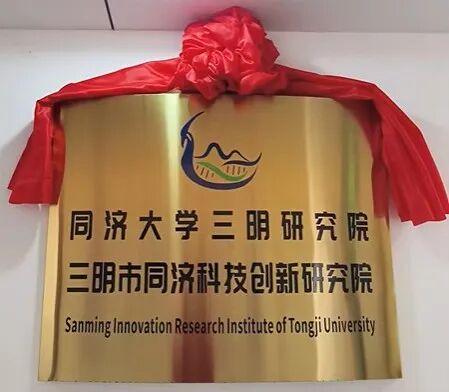 同济大学三明研究院
三明市同济科技创新研究院
Sanming Innovation Research Institute of Tongji University